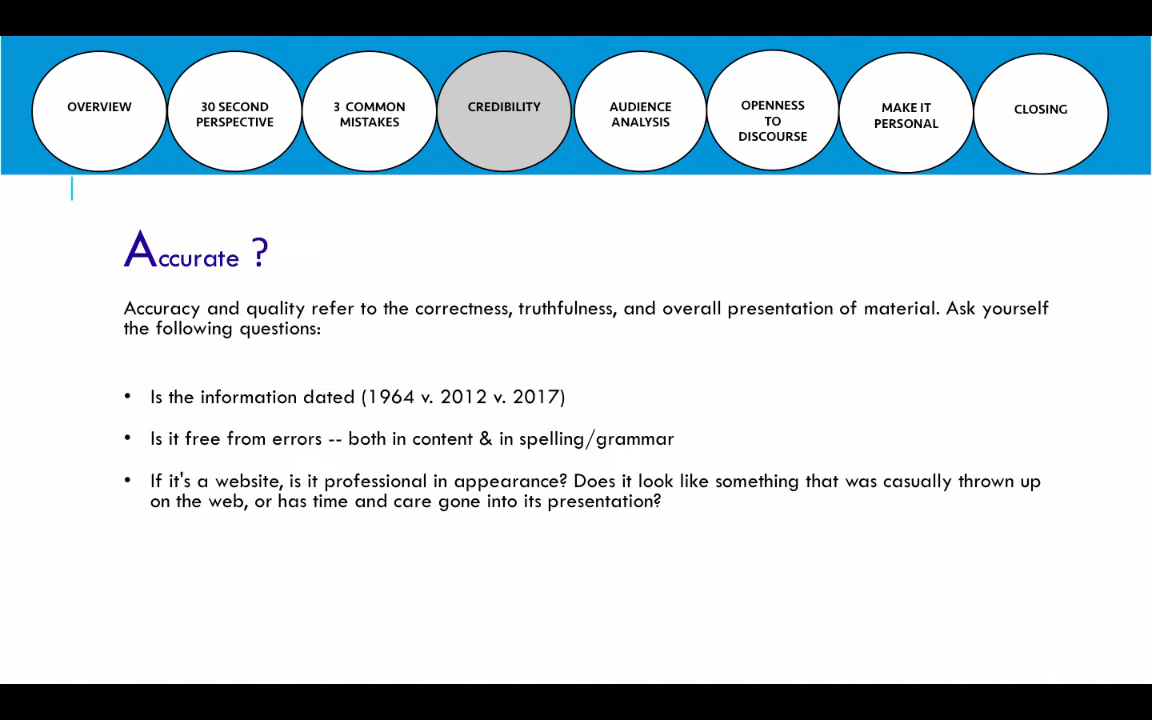 OVERVIEW
30 SECOND
PERSPECTIVE
3 COMMON
MISTAKES
CREDIBILITY
AUDIENCE
ANALYSIS
OPENNESS
TO
DISCOURSE
MAKE IT
PERSONAL
CLOSING
Accurate ?
Accuracy and quality refer to the correctness, truthfulness, and overall presentation of material. Ask yourself
the following questions:
• Is the information dated (1964 v. 2012 v. 2017)
• Is it free from errors -- both in content & in spelling/grammar
• If it's a website, is it professional in appearance? Does it look like something that was casually thrown up
on the web, or has time and care gone into its presentation?